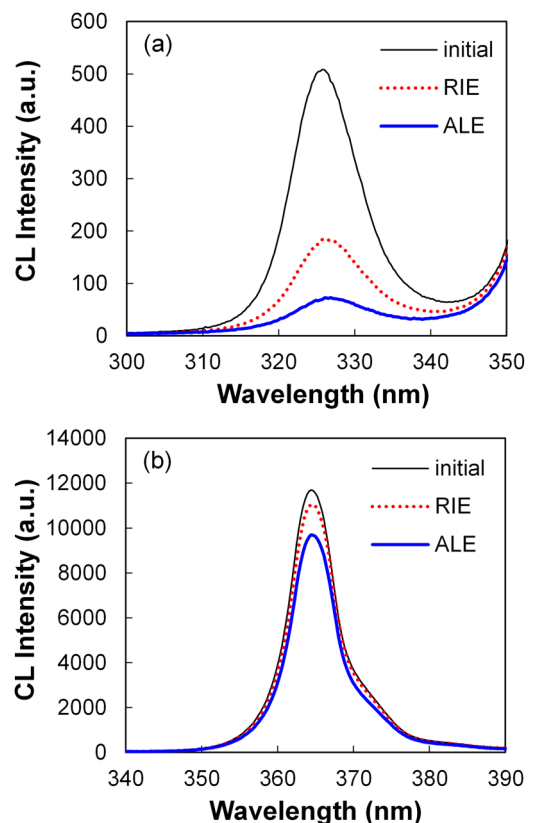 (a)
initial
RIE
ALE
CL Intensity (a.u.)
600
500
400
300
200
100
0
300 310 320 330 340 350
Wavelength (nm)
(b)
initial
RIE
ALE
CL Intensity (a.u.)
14000
12000
10000
8000
6000
4000
2000
0
340 350 360 370 380 390
Wavelength (nm)